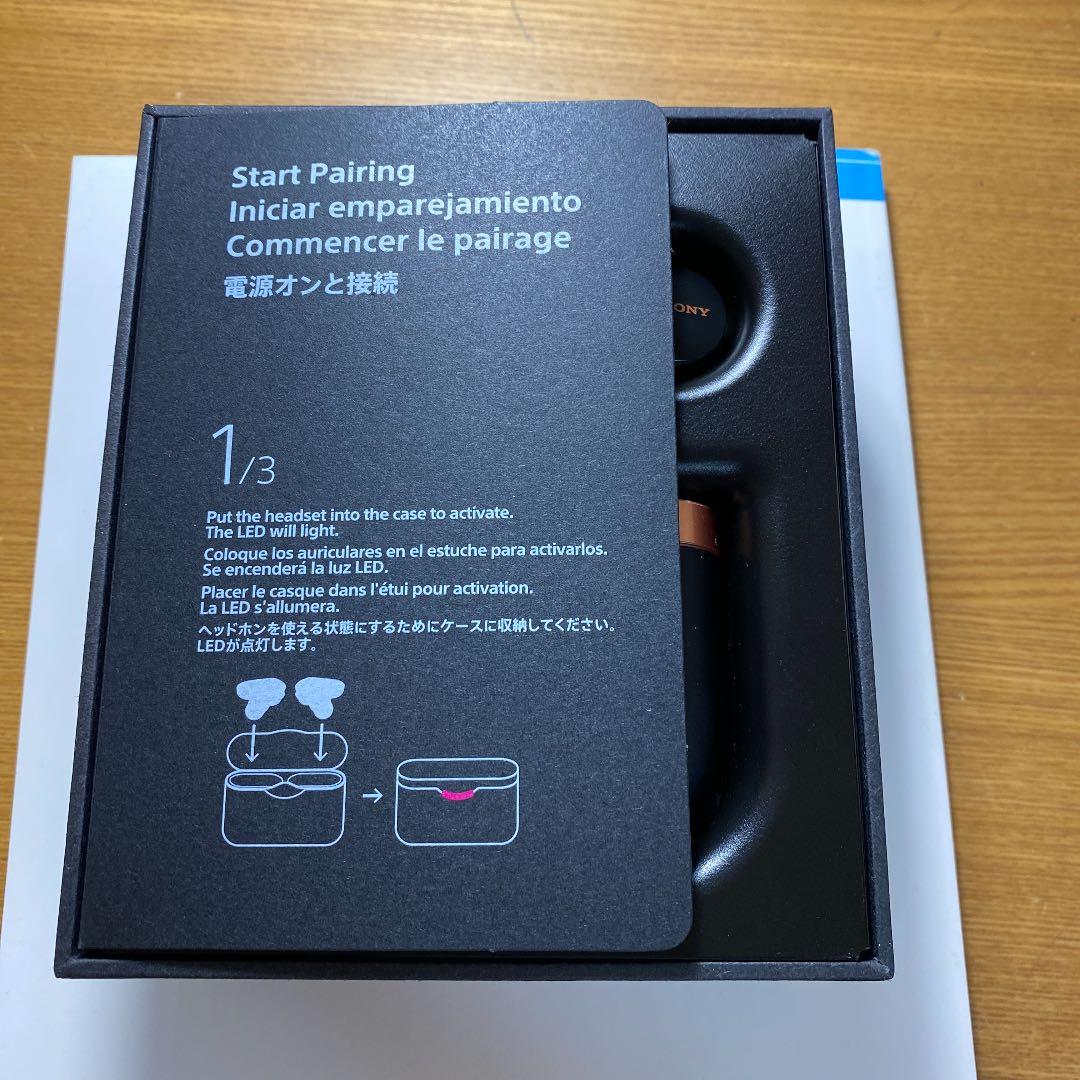 Start Pairing
Iniciar emparejamiento
Commencer le pairage
電源オンと接続
ONY
1/3
Put the headset into the case to activate.
The LED will light.
Coloque los auriculares en el estuche para activarlos.
Se encenderá la luz LED.
Placer le casque dans l'étui pour activation.
La LED s'allumera.
ヘッドホンを使える状態にするためにケースに収納してください。
LEDが点灯します。